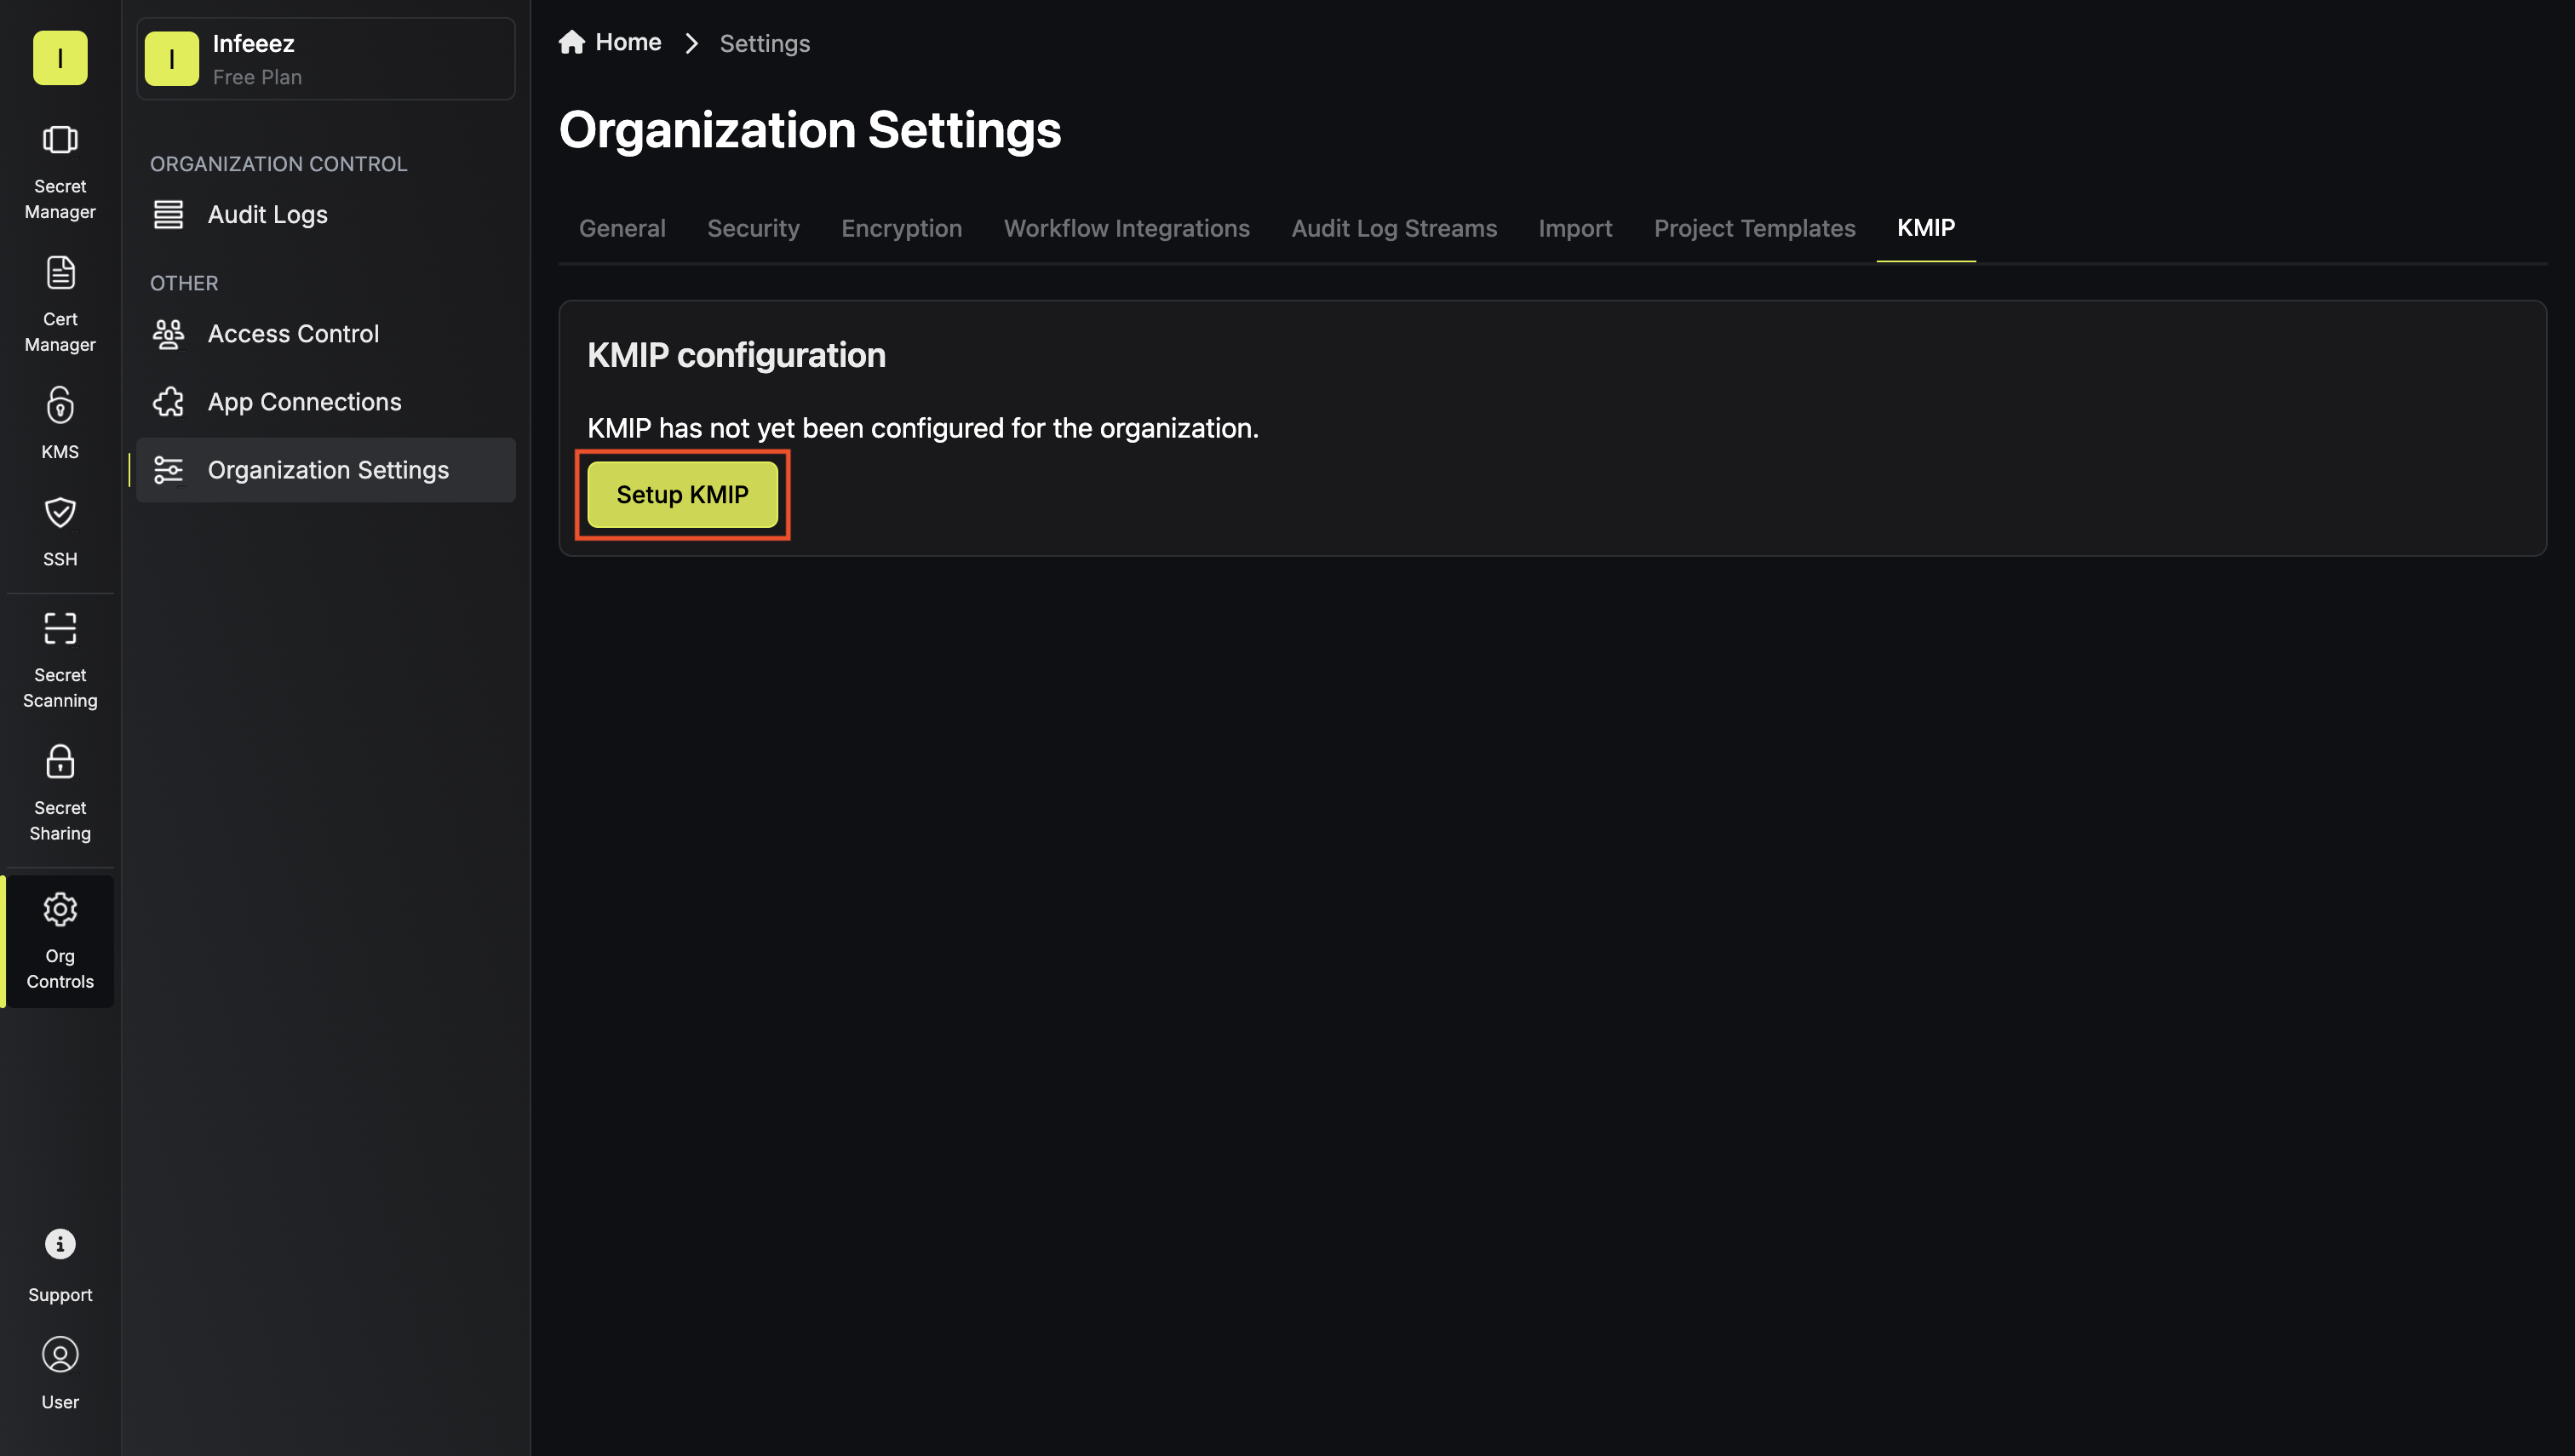 I
Secret
Manager
Cert
Manager
KMS
SSH
Secret
Scanning
Secret
Sharing
Org
Controls
Support
User
I
Infeeez
Free Plan
ORGANIZATION CONTROL
Audit Logs
OTHER
Access Control
App Connections
Organization Settings
Home
Settings
Organization Settings
General Security Encryption Workflow Integrations Audit Log Streams Import Project Templates KMIP
KMIP configuration
KMIP has not yet been configured for the organization.
Setup KMIP